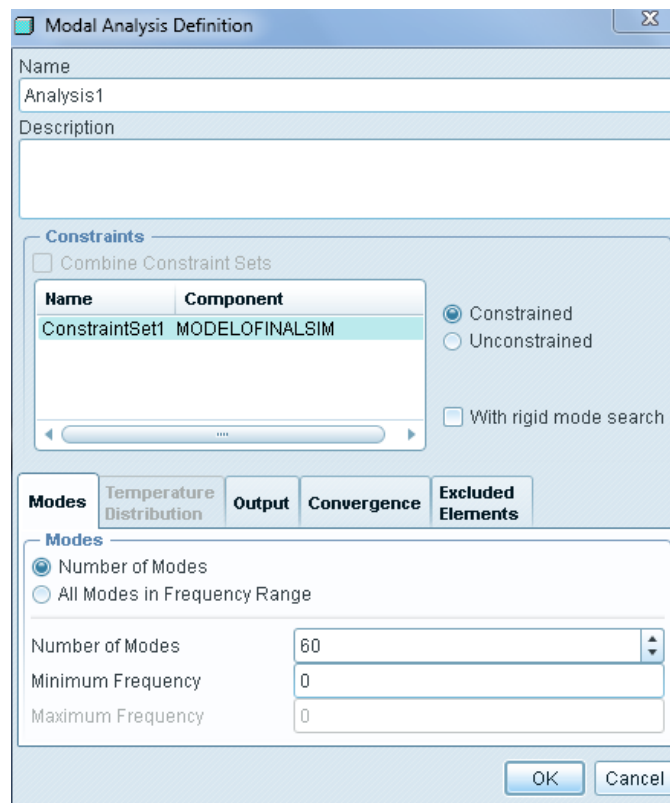 Modal Analysis Definition
Name
Analysis1
Description
Constraints
Combine Constraint Sets
Name Component
ConstraintSet1 MODELOFINALSIM
Constrained
Unconstrained
With rigid mode search
Modes Temperature Distribution Output Convergence Excluded Elements
Modes
Number of Modes
All Modes in Frequency Range
Number of Modes 60
Minimum Frequency 0
Maximum Frequency 0
OK Cancel